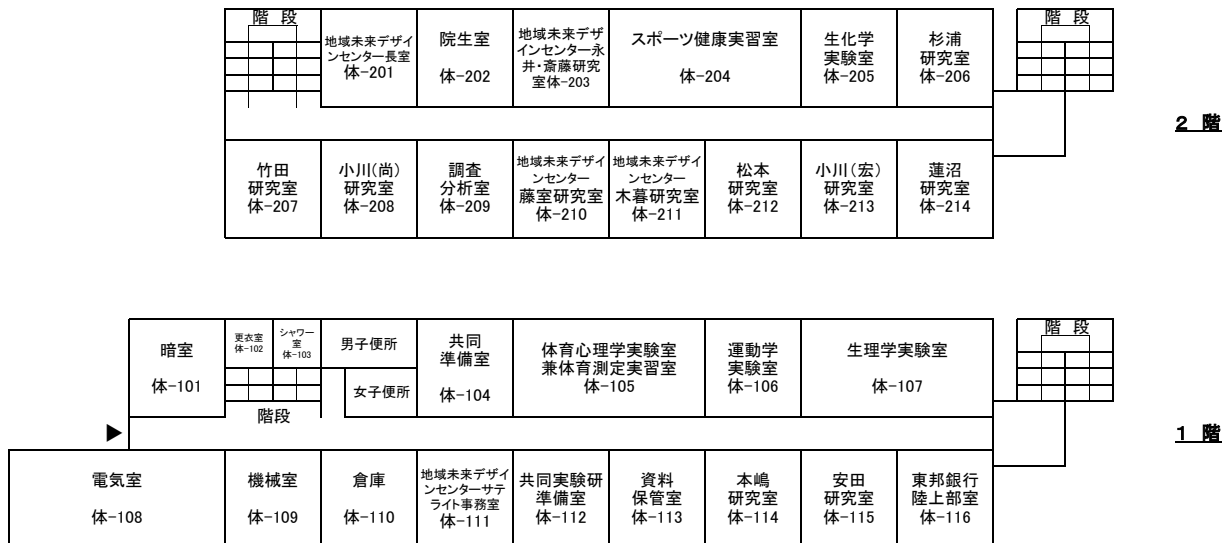 階 段
地域未来デザイ
ンセンター長室
体-201
院生室
体-202
地域未来デザ
インセンター永
井・斎藤研究
室体-203
スポーツ健康実習室
体-204
生化学
実験室
体-205
杉浦
研究室
体-206
階 段
2 階
竹田
研究室
体-207
小川(尚)
研究室
体-208
調査
分析室
体-209
地域未来デザイ
ンセンター
藤室研究室
体-210
地域未来デザイ
ンセンター
木暮研究室
体-211
松本
研究室
体-212
小川(宏)
研究室
体-213
蓮沼
研究室
体-214
暗室
体-101
更衣室
体-102
シャワー
室
体-103
男子便所
女子便所
階段
共同
準備室
体-104
体育心理学実験室
兼体育測定実習室
体-105
運動学
実験室
体-106
生理学実験室
体-107
階 段
▶
1 階
電気室
体-108
機械室
体-109
倉庫
体-110
地域未来デザイ
ンセンターサテ
ライト事務室
体-111
共同実験研
準備室
体-112
資料
保管室
体-113
本嶋
研究室
体-114
安田
研究室
体-115
東邦銀行
陸上部室
体-116